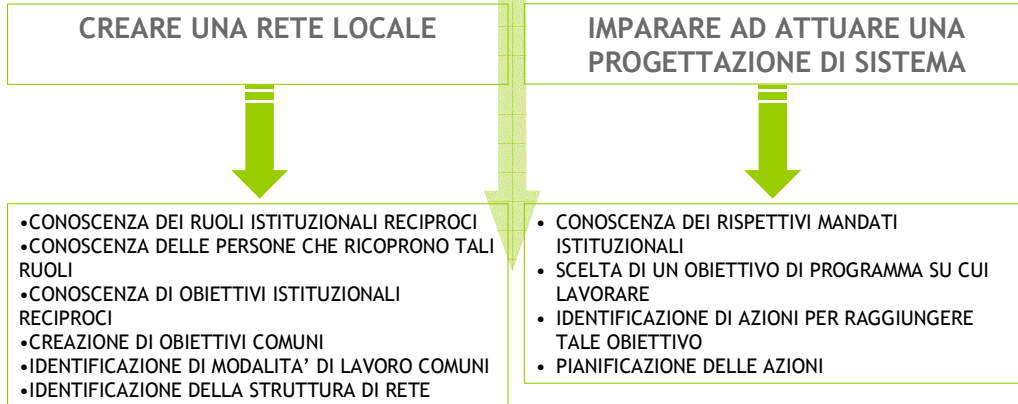 CREARE UNA RETE LOCALE
IMPARARE AD ATTUARE UNA
PROGETTAZIONE DI SISTEMA
•CONOSCENZA DEI RUOLI ISTITUZIONALI RECIPROCI
•CONOSCENZA DELLE PERSONE CHE RICOPRONO TALI
RUOLI
•CONOSCENZA DI OBIETTIVI ISTITUZIONALI
RECIPROCI
•CREAZIONE DI OBIETTIVI COMUNI
•IDENTIFICAZIONE DI MODALITA’ DI LAVORO COMUNI
•IDENTIFICAZIONE DELLA STRUTTURA DI RETE
• CONOSCENZA DEI RISPETTIVI MANDATI
ISTITUZIONALI
• SCELTA DI UN OBIETTIVO DI PROGRAMMA SU CUI
LAVORARE
• IDENTIFICAZIONE DI AZIONI PER RAGGIUNGERE
TALE OBIETTIVO
• PIANIFICAZIONE DELLE AZIONI